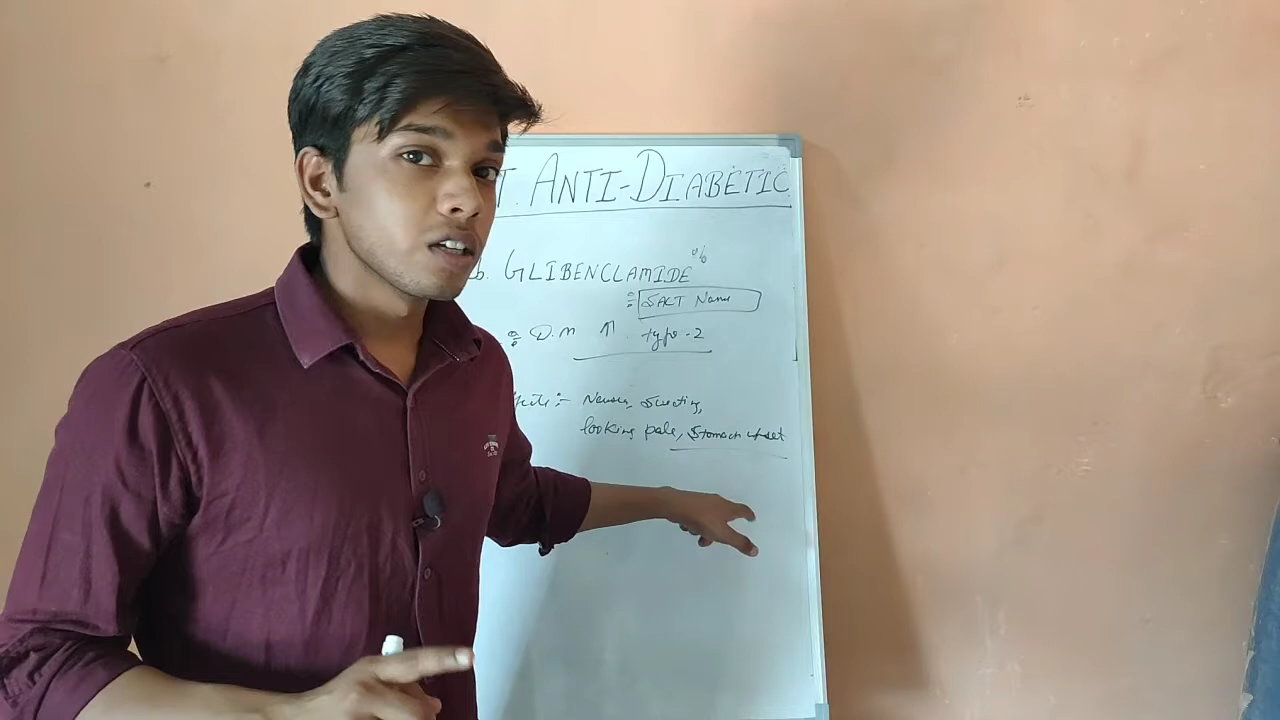 T. ANTI-DIABETIC
b. GLIBENCLAMIDE
SALT Name
D.M ⇈ type-2
:- Nausea, Sweating,
looking pale, Stomach upset